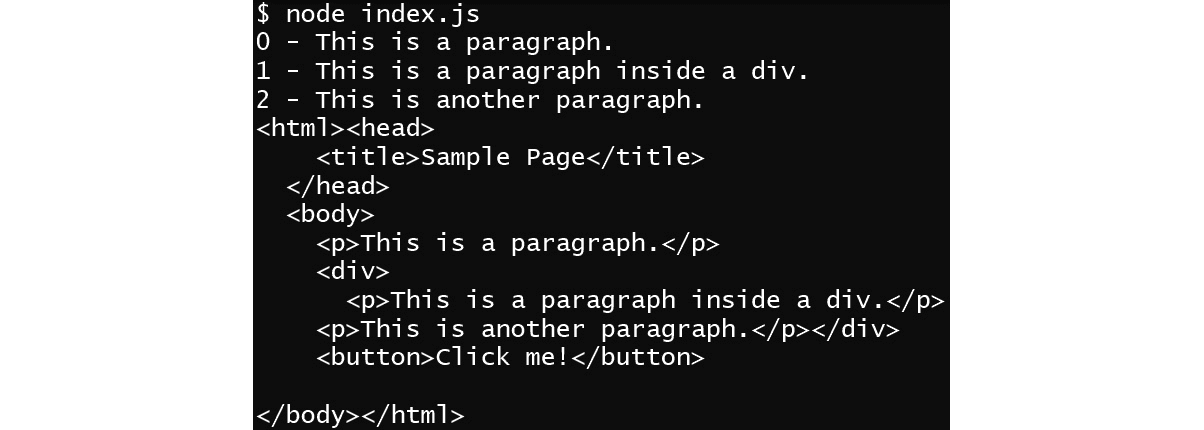 $ node index.js
0 - This is a paragraph.
1 - This is a paragraph inside a div.
2 - This is another paragraph.
<html><head>
    <title>Sample Page</title>
  </head>
  <body>
    <p>This is a paragraph.</p>
    <div>
      <p>This is a paragraph inside a div.</p>
    <p>This is another paragraph.</p></div>
    <button>Click me!</button>

</body></html>